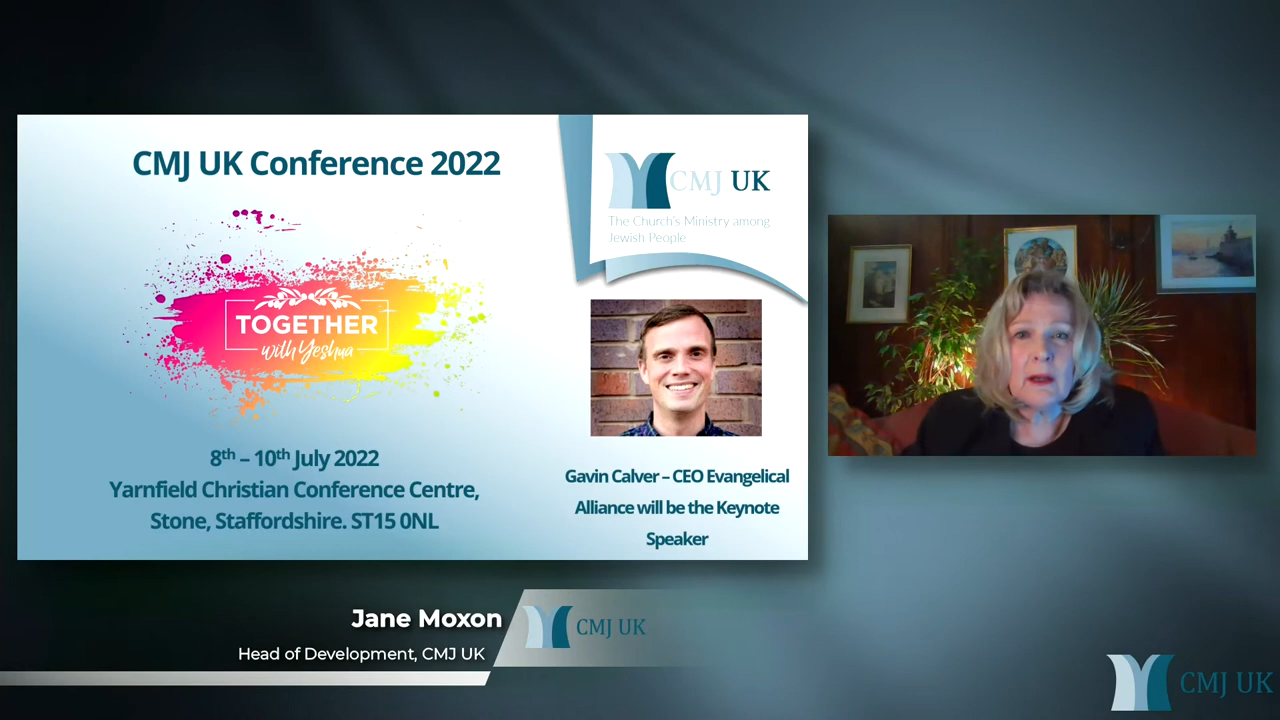 CMJ UK Conference 2022
TOGETHER
with Yeshua
8th – 10th July 2022
Yarnfield Christian Conference Centre,
Stone, Staffordshire. ST15 0NL
CMJ UK
The Church's Ministry among
Jewish People
Gavin Calver – CEO Evangelical
Alliance will be the Keynote
Speaker
Jane Moxon
Head of Development, CMJ UK
CMJ UK
CMJ UK